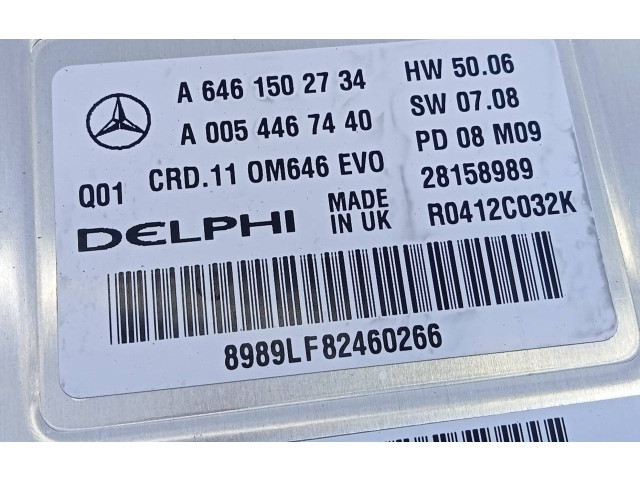 A 646 150 27 34 HW 50.06
A 005 446 74 40 SW 07.08
PD 08 M09
Q01 CRD.11 OM646 EVO 28158989
DELPHI MADE IN UK R0412C032K
8989LF82460266